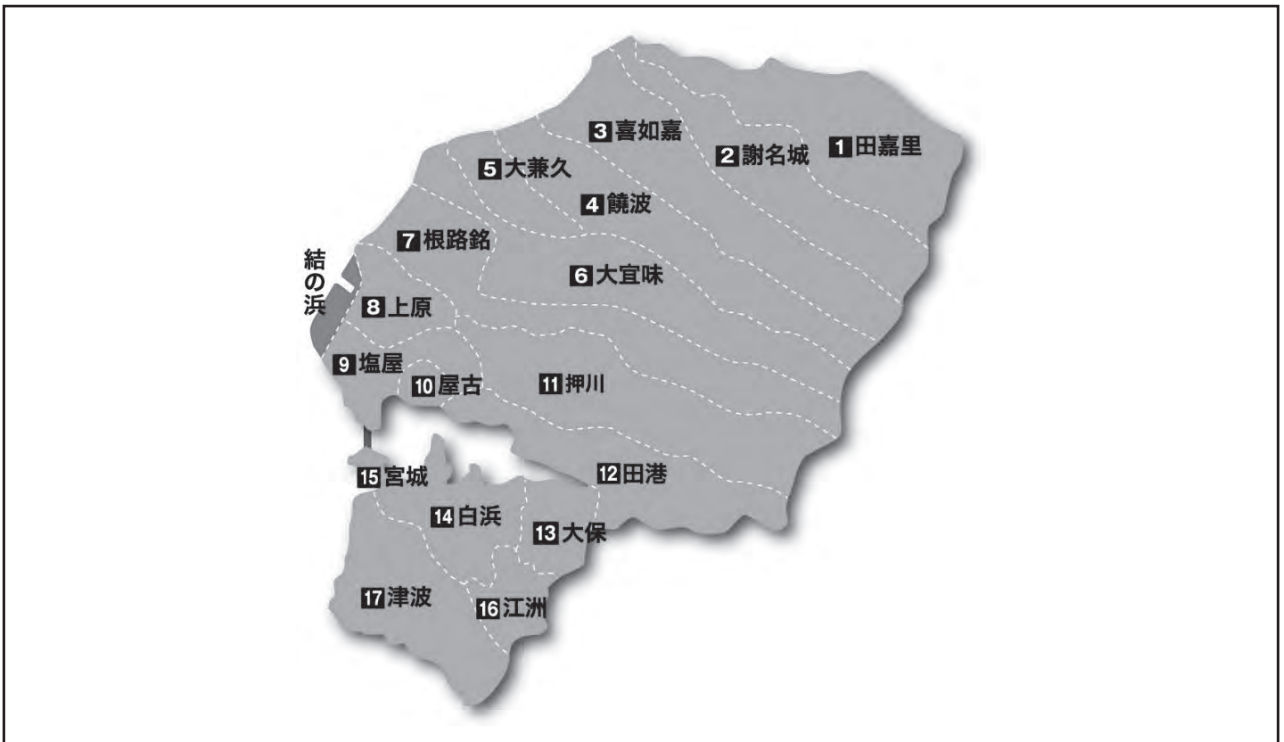 1 田嘉里
2 謝名城
3 喜如嘉
4 饒波
5 大兼久
6 大宜味
7 根路銘
結の浜
8 上原
9 塩屋
10 屋古
11 押川
12 田港
13 大保
14 白浜
15 宮城
16 江洲
17 津波